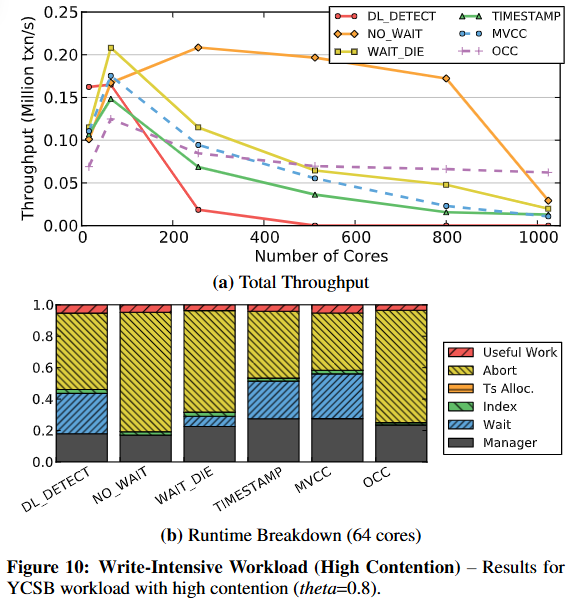 0.25
0.20
0.15
0.10
0.05
0.00
Throughput (Million txn/s)
DL_DETECT
NO_WAIT
WAIT_DIE
TIMESTAMP
MVCC
OCC
0 200 400 600 800 1000
Number of Cores
(a) Total Throughput
1.0
0.8
0.6
0.4
0.2
0.0
DL_DETECT
NO_WAIT
WAIT_DIE
TIMESTAMP
MVCC
OCC
Useful Work
Abort
Ts Alloc.
Index
Wait
Manager
(b) Runtime Breakdown (64 cores)
Figure 10: Write-Intensive Workload (High Contention) – Results for
YCSB workload with high contention (theta=0.8).